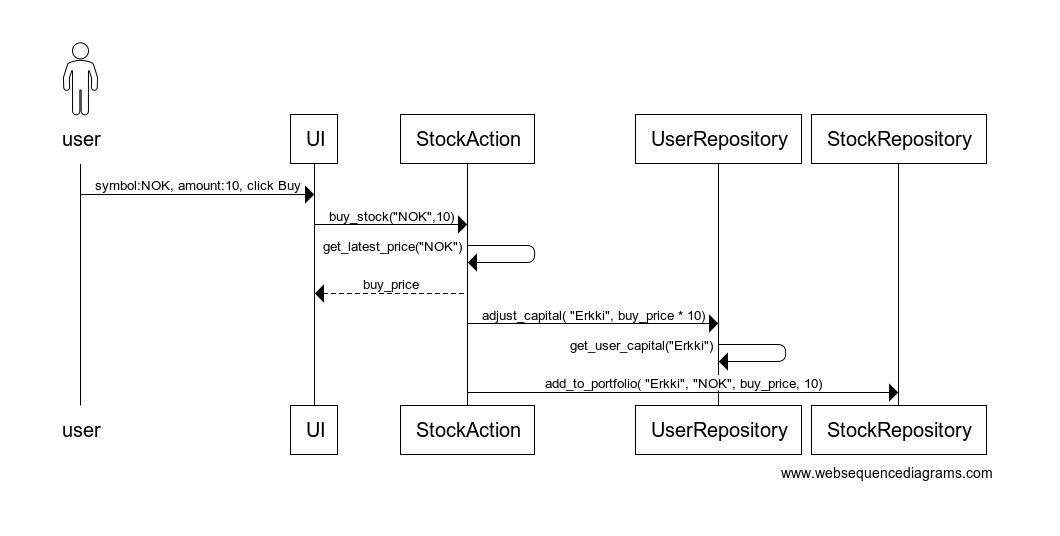 user
UI
StockAction
UserRepository
StockRepository
symbol:NOK, amount:10, click Buy
buy_stock("NOK",10)
get_latest_price("NOK")
buy_price
adjust_capital( "Erkki", buy_price * 10)
get_user_capital("Erkki")
add_to_portfolio( "Erkki", "NOK", buy_price, 10)
user
UI
StockAction
UserRepository
StockRepository
www.websequencediagrams.com